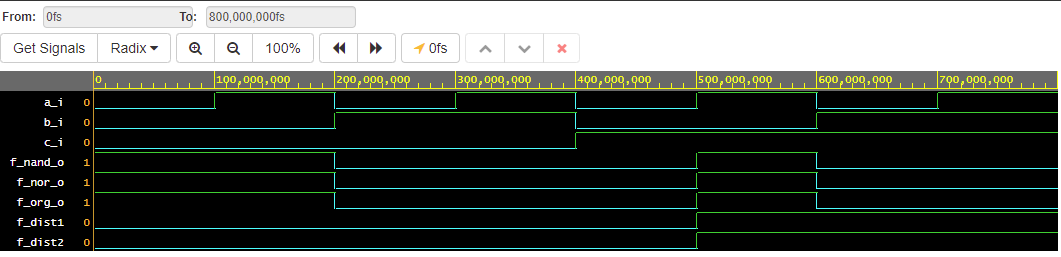 From: 0fs To: 800,000,000fs
Get Signals Radix 100% 0fs
0 100,000,000 200,000,000 300,000,000 400,000,000 500,000,000 600,000,000 700,000,000
a_i 0
b_i 0
c_i 0
f_nand_o 1
f_nor_o 1
f_org_o 1
f_dist1 0
f_dist2 0